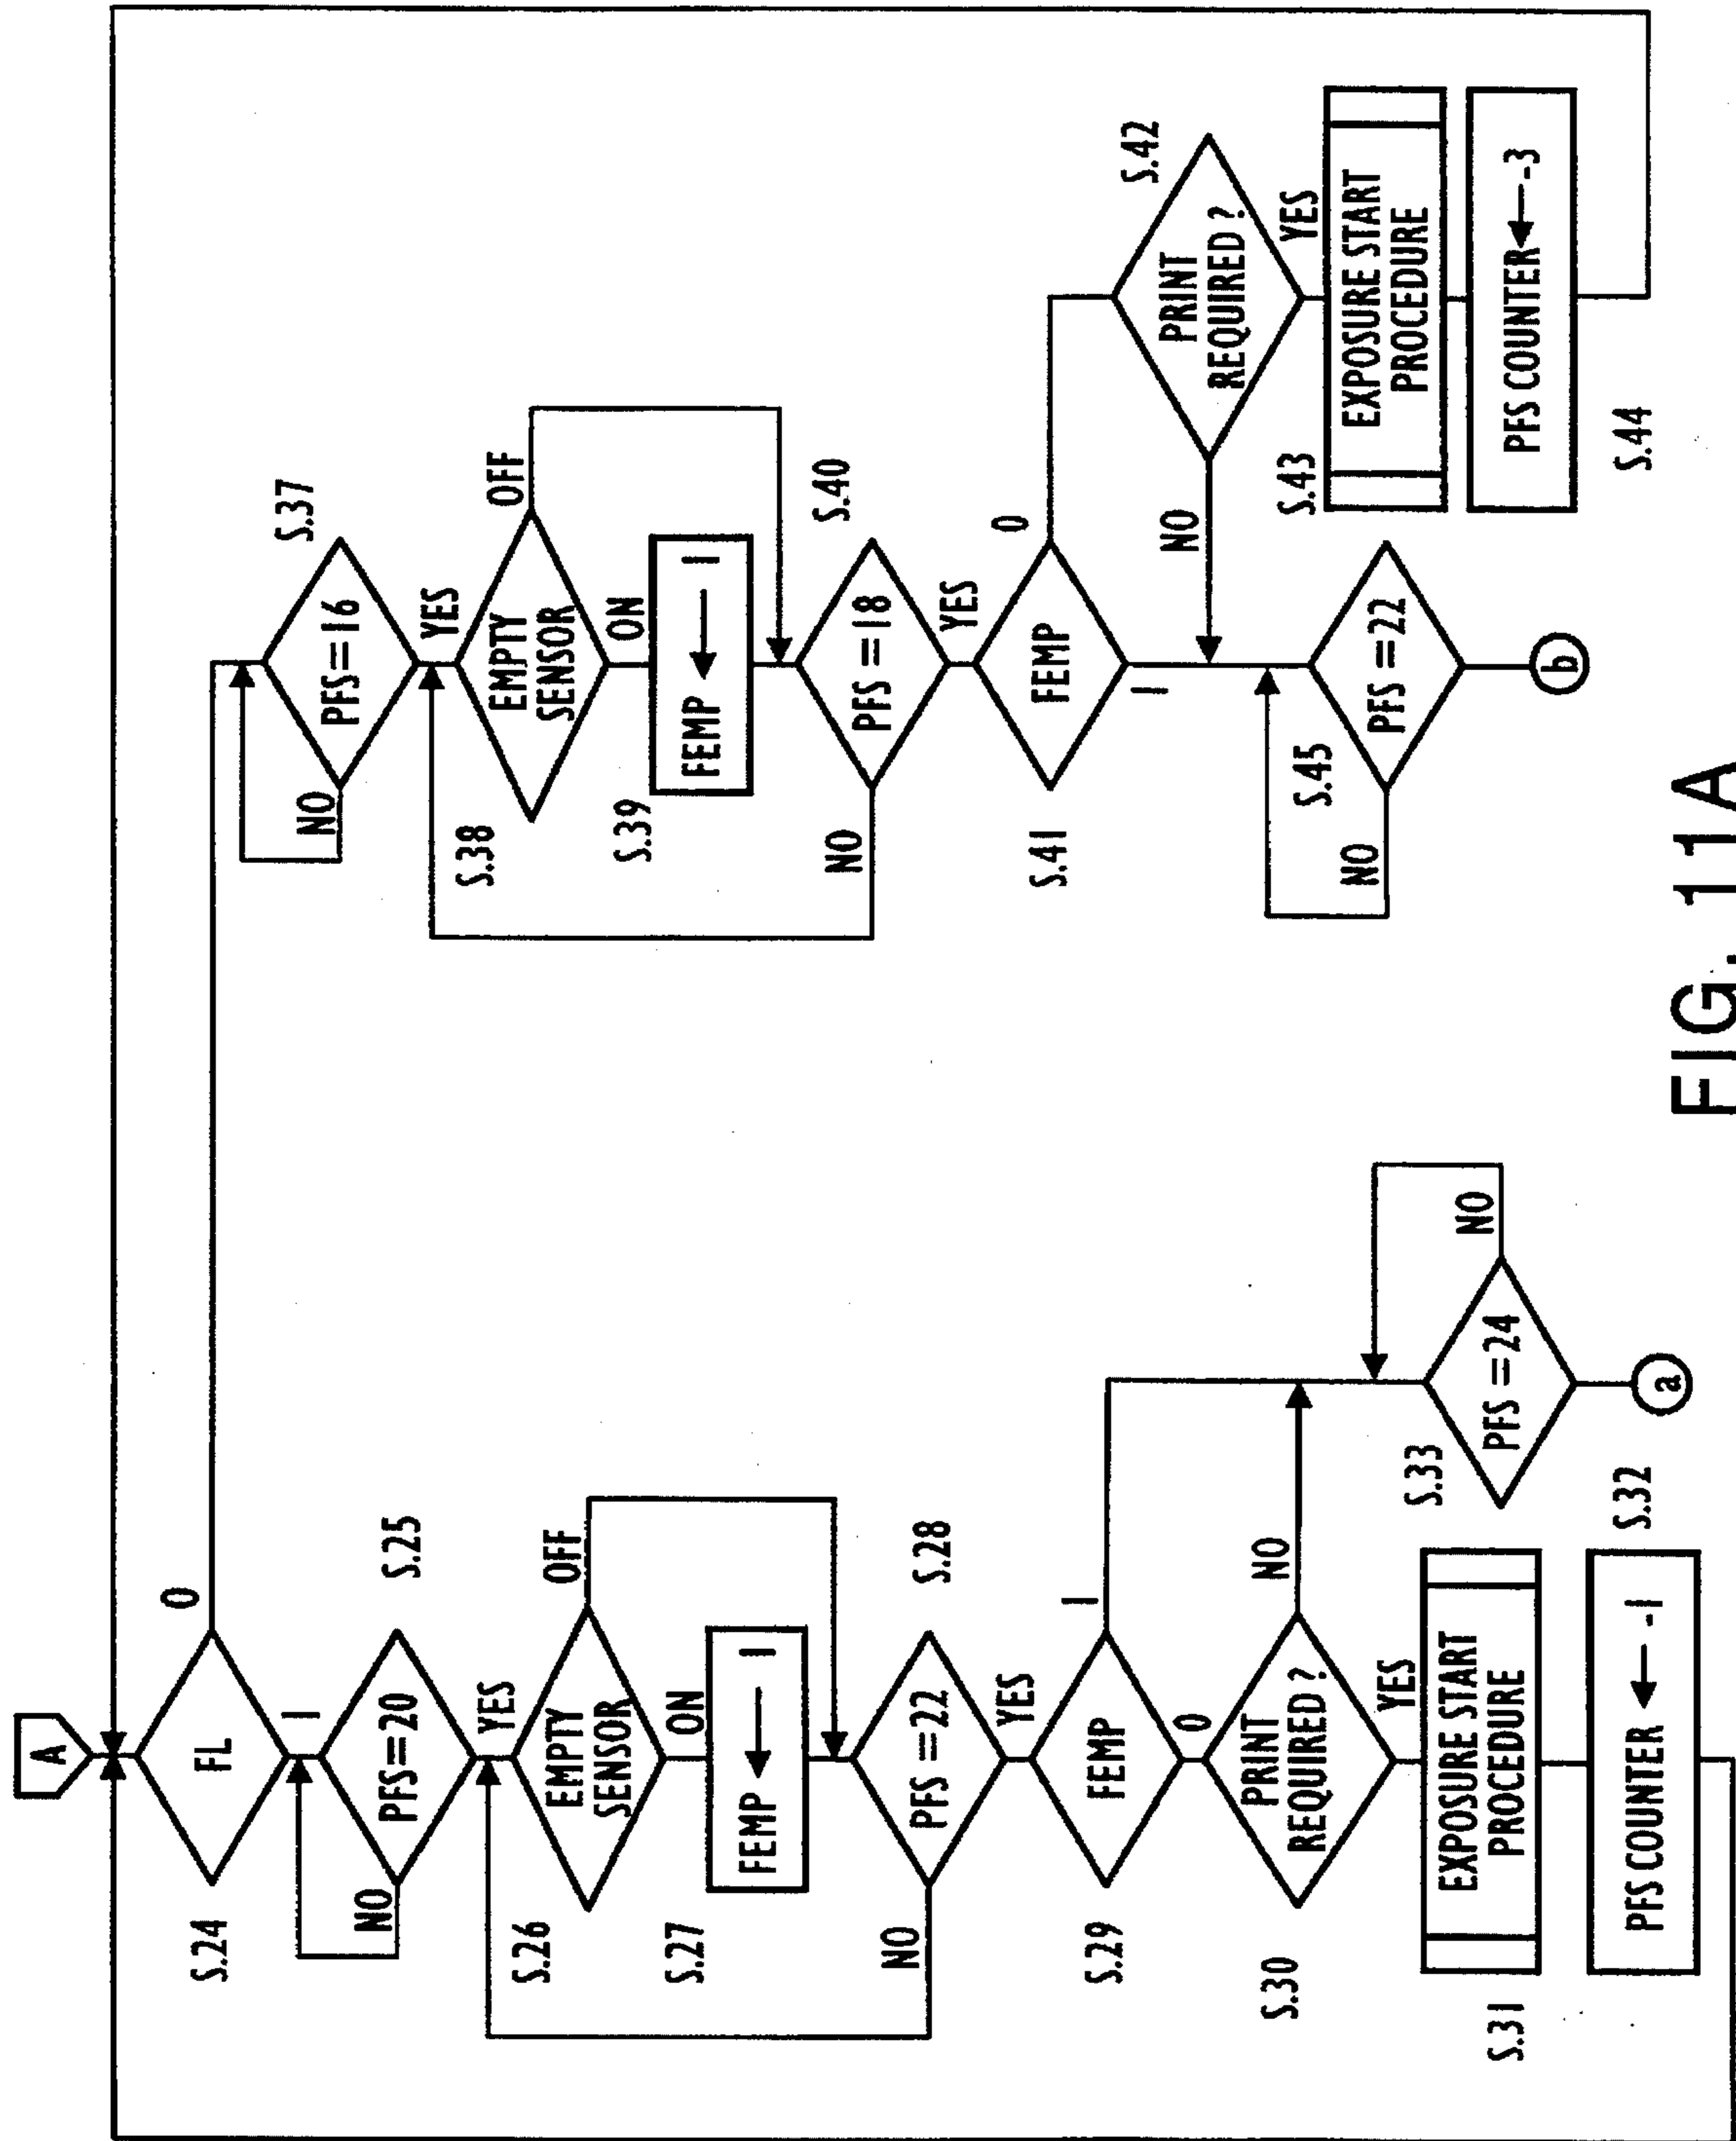 A
FL
0
1
S.24
PFS=20
S.25
NO
YES
EMPTY
SENSOR
S.26
OFF
ON
FEMP ← 1
S.27
PFS =22
S.28
NO
YES
FEMP
S.29
1
0
PRINT
REQUIRED ?
S.30
NO
YES
EXPOSURE START
PROCEDURE
S.31
PFS COUNTER ← -1
S.32
PFS =24
S.33
NO
a
PFS=16
S.37
NO
YES
EMPTY
SENSOR
S.38
OFF
ON
FEMP ← 1
S.39
PFS =18
S.40
NO
YES
FEMP
S.41
0
1
PRINT
REQUIRED ?
S.42
NO
YES
EXPOSURE START
PROCEDURE
S.43
PFS COUNTER ← -3
S.44
PFS =22
S.45
NO
b
FIG. 11A